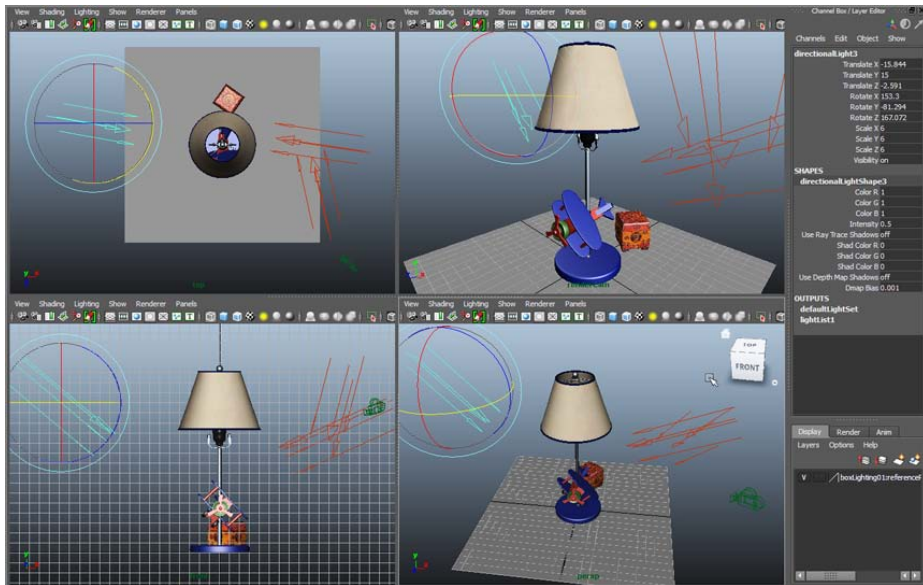 View Shading Lighting Show Renderer Panels
View Shading Lighting Show Renderer Panels
Channel Box / Layer Editor
Channels Edit Object Show
directionalLight3
Translate X -15.844
Translate Y 15
Translate Z -2.591
Rotate X 153.3
Rotate Y -81.294
Rotate Z 167.072
Scale X 6
Scale Y 6
Scale Z 6
Visibility on
SHAPES
directionalLightShape3
Color R 1
Color G 1
Color B 1
Intensity 0.5
Use Ray Trace Shadows off
Shad Color R 0
Shad Color G 0
Shad Color B 0
Use Depth Map Shadows off
Dmap Bias 0.001
OUTPUTS
defaultLightSet
lightList1
top
View Shading Lighting Show Renderer Panels
View Shading Lighting Show Renderer Panels
TOP
FRONT
persp
Display Render Anim
Layers Options Help
V